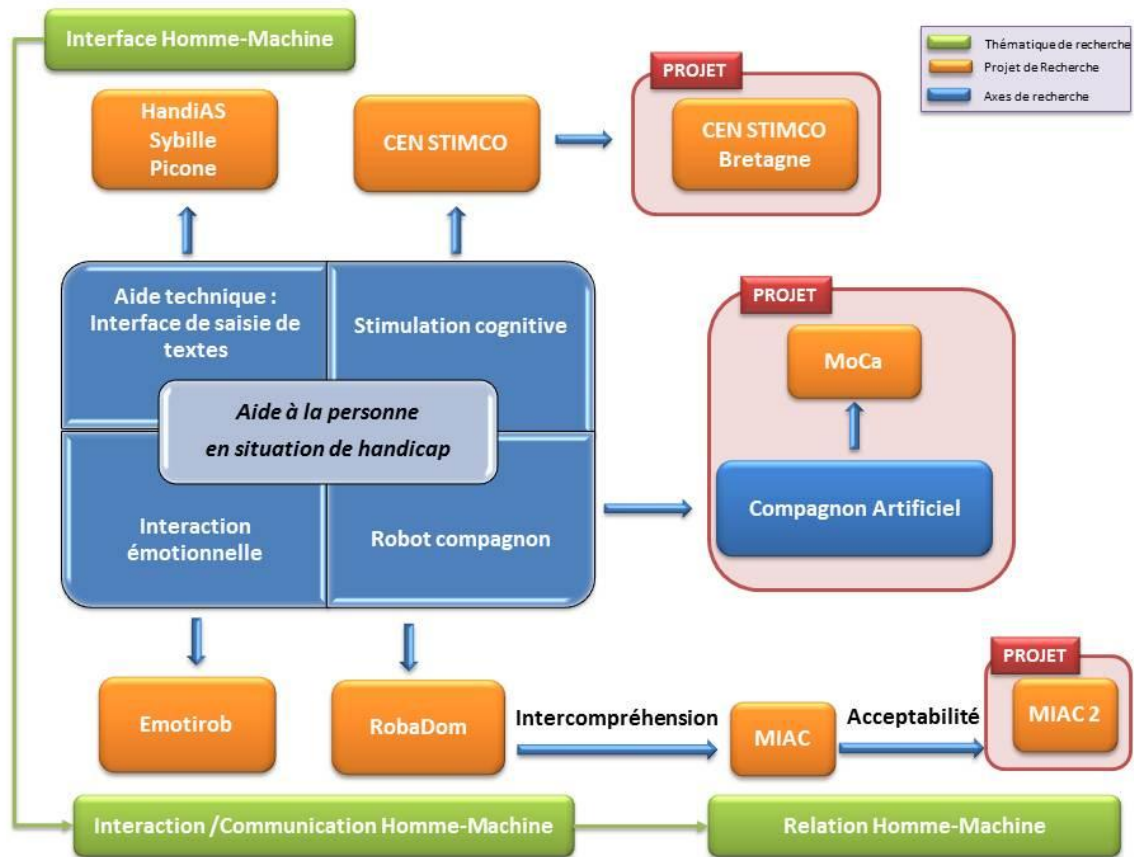 Interface Homme-Machine
Thématique de recherche
Projet de Recherche
Axes de recherche
HandiAS
Sybille
Picone
CEN STIMCO
PROJET
CEN STIMCO
Bretagne
Aide technique :
Interface de saisie de
textes
Stimulation cognitive
Aide à la personne
en situation de handicap
Interaction
émotionnelle
Robot compagnon
PROJET
MoCa
Compagnon Artificiel
Emotirob
RobaDom
Intercompréhension
MIAC
Acceptabilité
PROJET
MIAC 2
Interaction /Communication Homme-Machine
Relation Homme-Machine